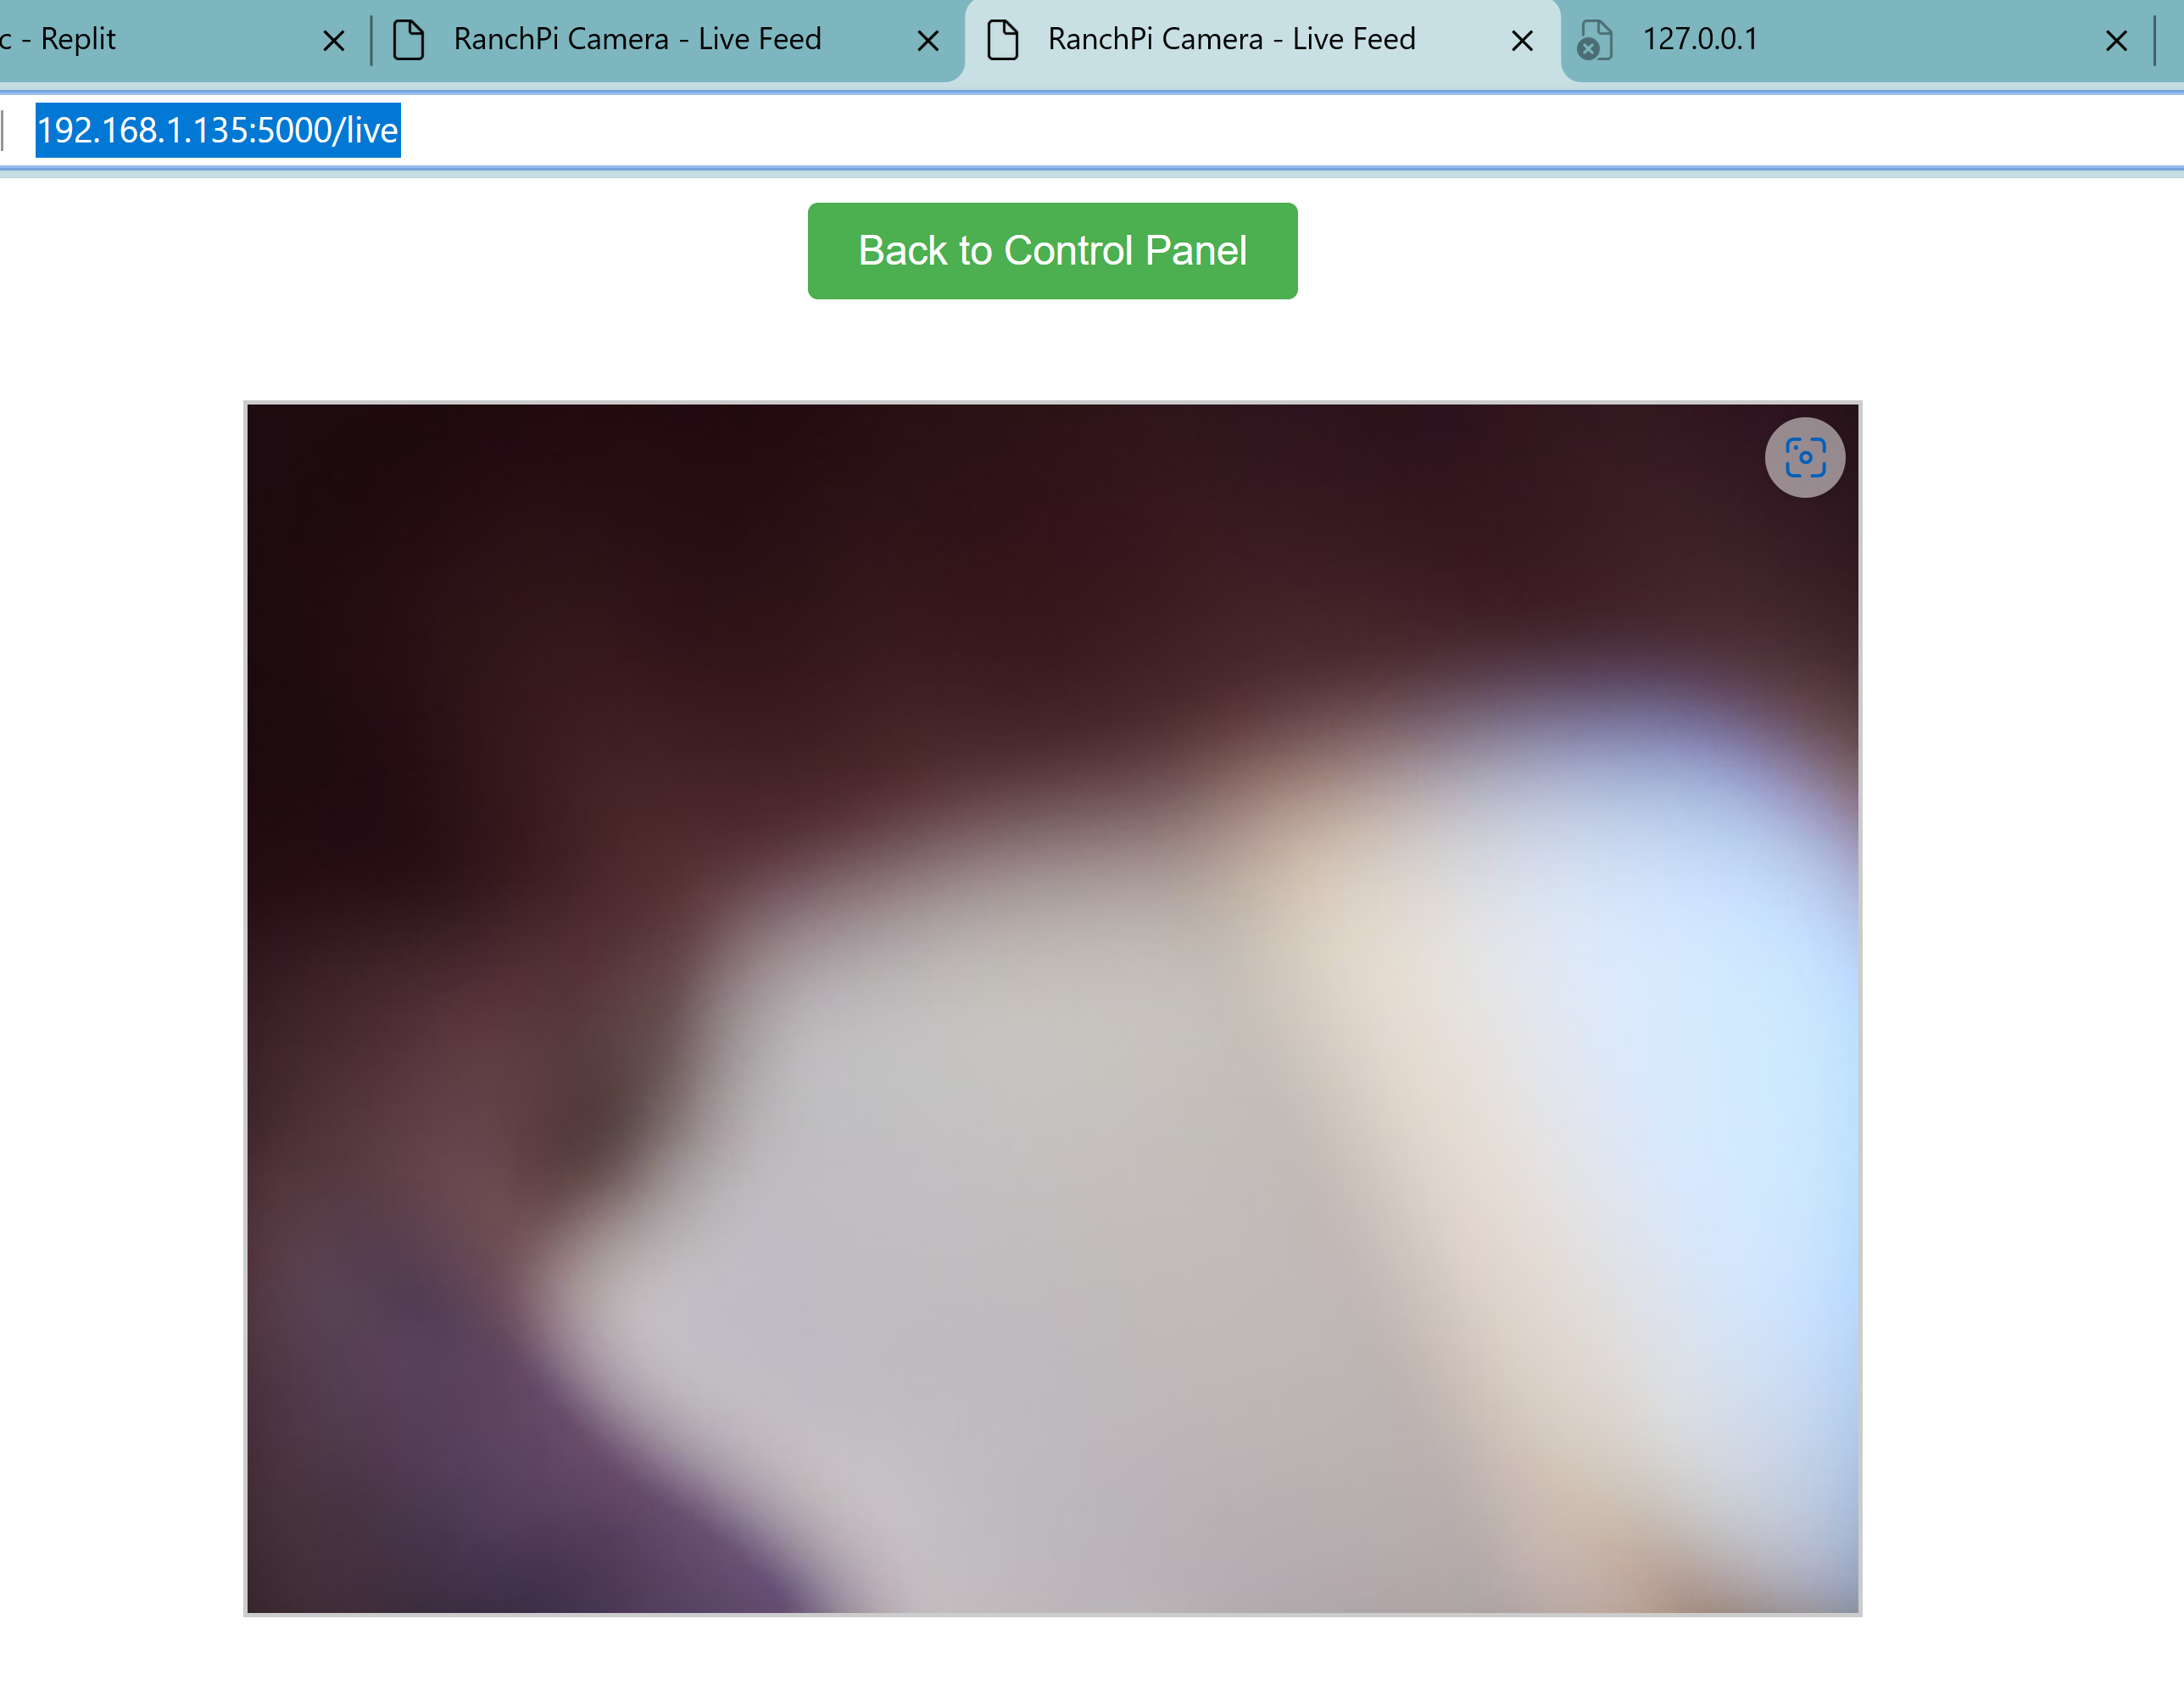 c - Replit
RanchPi Camera - Live Feed
RanchPi Camera - Live Feed
127.0.0.1
192.168.1.135:5000/live
Back to Control Panel